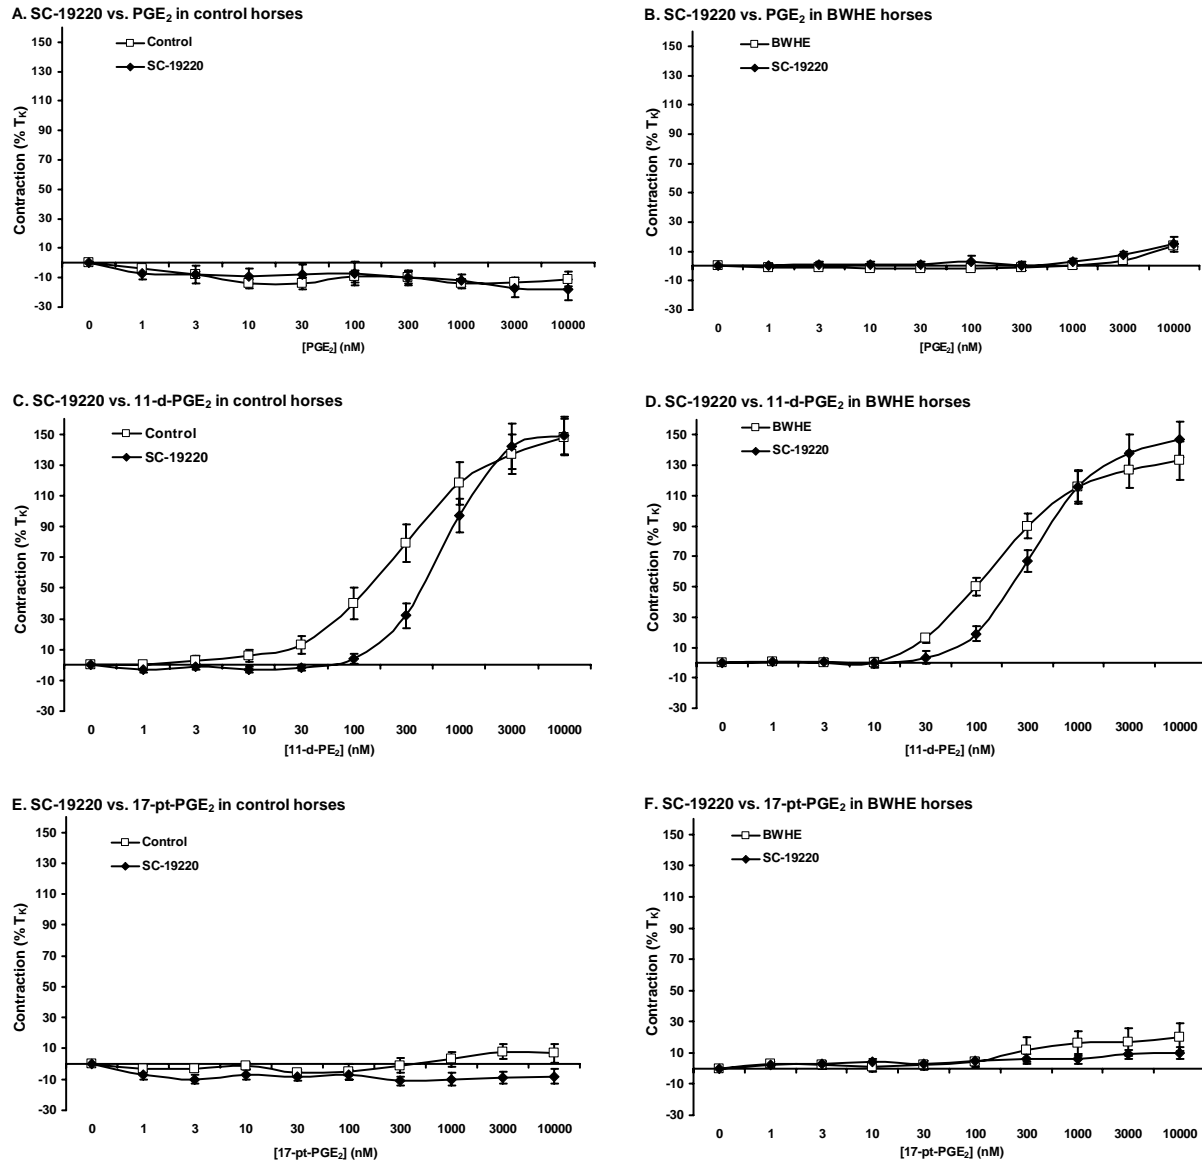 A. SC-19220 vs. PGE₂ in control horses
Control
SC-19220
Contraction (% Tᴋ)
150
130
110
90
70
50
30
10
-10
-30
0 1 3 10 30 100 300 1000 3000 10000
[PGE₂] (nM)
B. SC-19220 vs. PGE₂ in BWHE horses
BWHE
SC-19220
Contraction (% Tᴋ)
150
130
110
90
70
50
30
10
-10
-30
0 1 3 10 30 100 300 1000 3000 10000
[PGE₂] (nM)
C. SC-19220 vs. 11-d-PGE₂ in control horses
Control
SC-19220
Contraction (% Tᴋ)
150
130
110
90
70
50
30
10
-10
-30
0 1 3 10 30 100 300 1000 3000 10000
[11-d-PE₂] (nM)
D. SC-19220 vs. 11-d-PGE₂ in BWHE horses
BWHE
SC-19220
Contraction (% Tᴋ)
150
130
110
90
70
50
30
10
-10
-30
0 1 3 10 30 100 300 1000 3000 10000
[11-d-PE₂] (nM)
E. SC-19220 vs. 17-pt-PGE₂ in control horses
Control
SC-19220
Contraction (% Tᴋ)
150
130
110
90
70
50
30
10
-10
-30
0 1 3 10 30 100 300 1000 3000 10000
[17-pt-PGE₂] (nM)
F. SC-19220 vs. 17-pt-PGE₂ in BWHE horses
BWHE
SC-19220
Contraction (% Tᴋ)
150
130
110
90
70
50
30
10
-10
-30
0 1 3 10 30 100 300 1000 3000 10000
[17-pt-PGE₂] (nM)